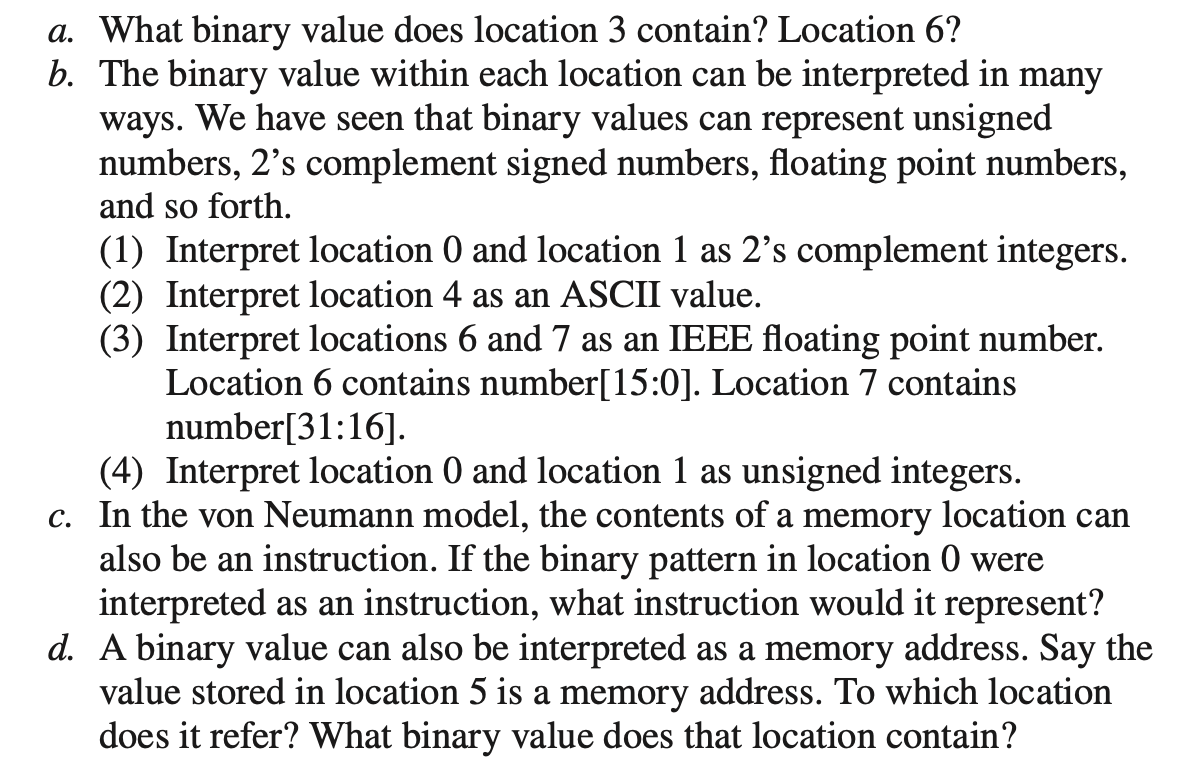 a. What binary value does location 3 contain? Location 6?
b. The binary value within each location can be interpreted in many
ways. We have seen that binary values can represent unsigned
numbers, 2’s complement signed numbers, floating point numbers,
and so forth.
(1) Interpret location 0 and location 1 as 2’s complement integers.
(2) Interpret location 4 as an ASCII value.
(3) Interpret locations 6 and 7 as an IEEE floating point number.
Location 6 contains number[15:0]. Location 7 contains
number[31:16].
(4) Interpret location 0 and location 1 as unsigned integers.
c. In the von Neumann model, the contents of a memory location can
also be an instruction. If the binary pattern in location 0 were
interpreted as an instruction, what instruction would it represent?
d. A binary value can also be interpreted as a memory address. Say the
value stored in location 5 is a memory address. To which location
does it refer? What binary value does that location contain?